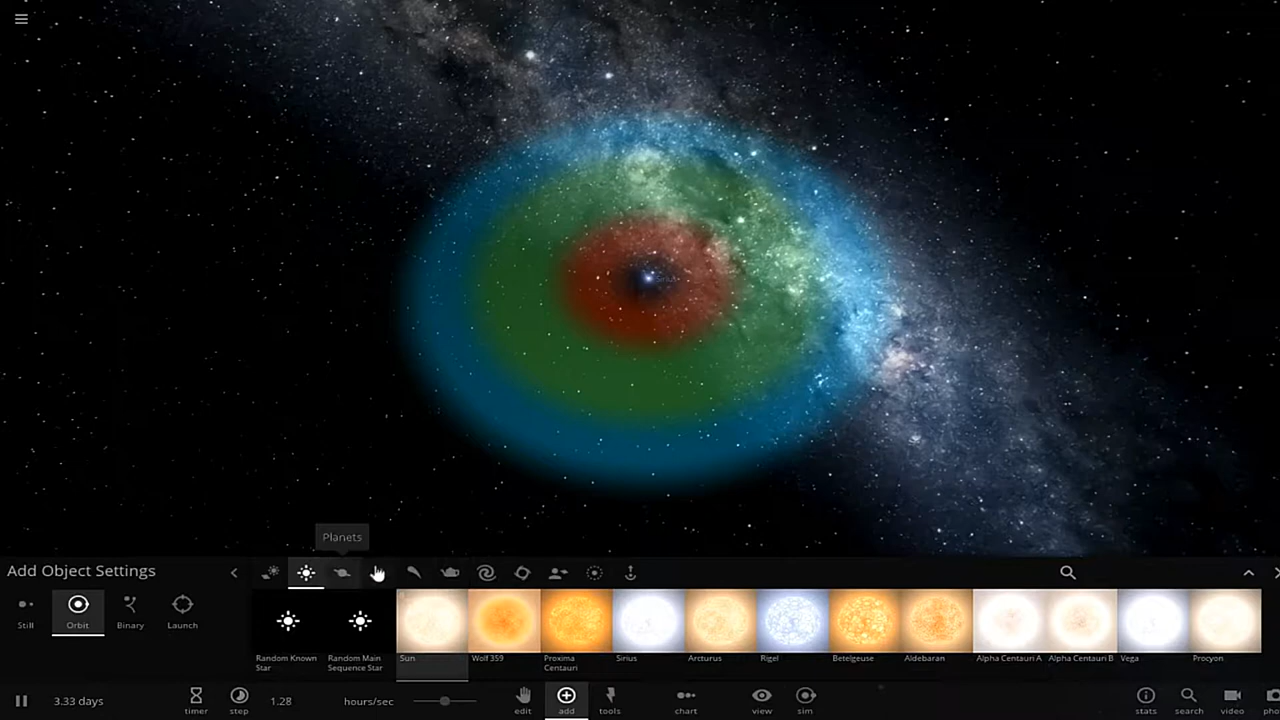 Planets
Add Object Settings
Still
Orbit
Binary
Launch
Random Known Star
Random Main Sequence Star
Sun
Wolf 359
Proxima Centauri
Sirius
Arcturus
Rigel
Betelgeuse
Aldebaran
Alpha Centauri A
Alpha Centauri B
Vega
Procyon
3.33 days
timer
step
1.28
hours/sec
edit
add
tools
chart
view
sim
stats
search
video
pho